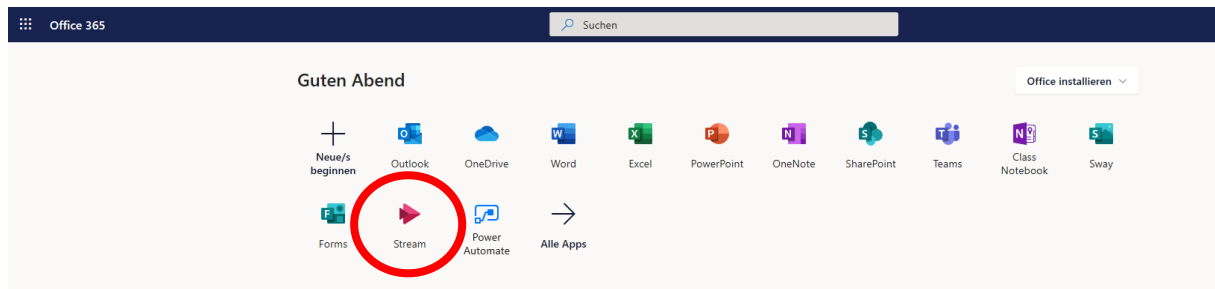 Office 365
Suchen
Guten Abend
Office installieren
Neue/s
beginnen
Outlook
OneDrive
Word
Excel
PowerPoint
OneNote
SharePoint
Teams
Class
Notebook
Sway
Forms
Stream
Power
Automate
Alle Apps